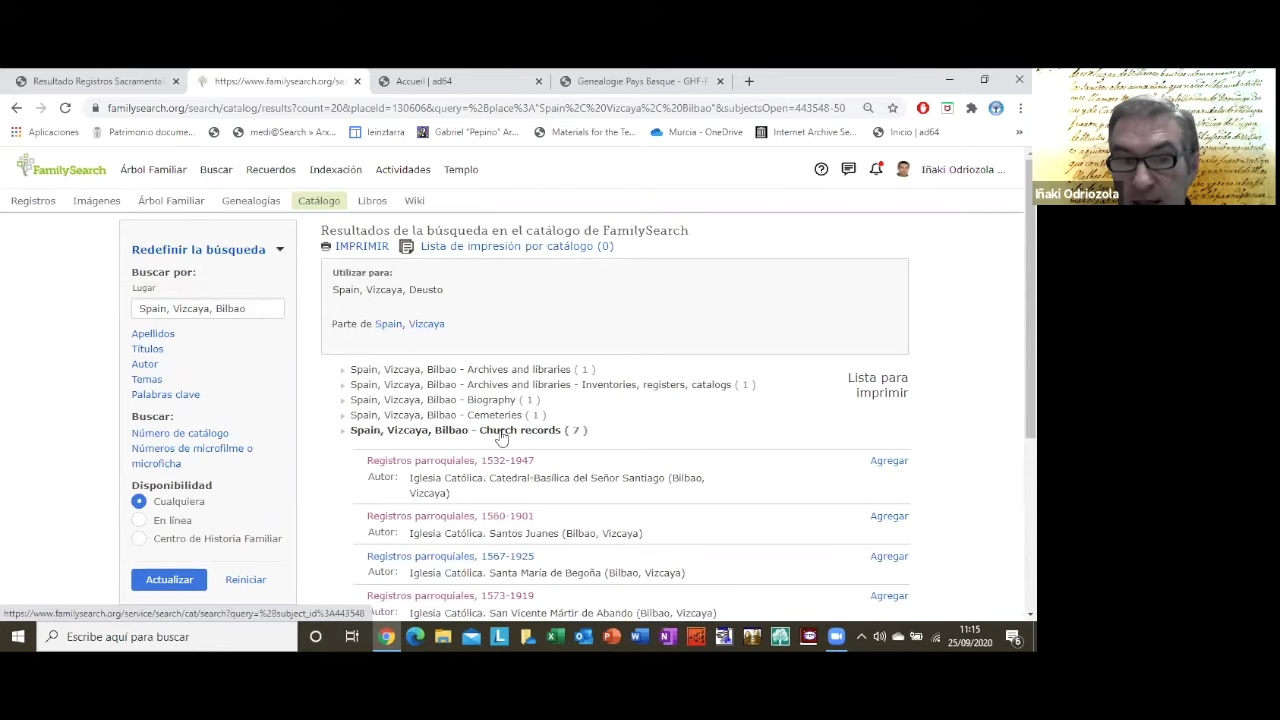 Resultado Registros Sacramenta
https://www.familysearch.org/se
Accueil | ad64
Genealogie Pays Basque - GHF-F
familysearch.org/search/catalog/results?count=20&placeId=
"Spain%2C%20Vizcaya%2C%20Bilbao"&subjectsOpen=443548-50
Aplicaciones
Patrimonio docume...
medi@Search » Arx...
leinztarra
Gabriel "Pepino" Ar...
Materials for the Te...
Murcia - OneDrive
Internet Archive Se...
Inicio | ad64
»
FamilySearch
Árbol Familiar
Buscar
Recuerdos
Indexación
Actividades
Templo
Iñaki Odriozola ...
Iñaki Odriozola
Registros
Imágenes
Árbol Familiar
Genealogías
Catálogo
Libros
Wiki
Redefinir la búsqueda
Buscar por:
Lugar
Spain, Vizcaya, Bilbao
Apellidos
Títulos
Autor
Temas
Palabras clave
Buscar:
Número de catálogo
Números de microfilme o
microficha
Disponibilidad
Cualquiera
En línea
Centro de Historia Familiar
Actualizar
Reiniciar
Resultados de la búsqueda en el catálogo de FamilySearch
IMPRIMIR
Lista de impresión por catálogo (0)
Utilizar para:
Spain, Vizcaya, Deusto
Parte de Spain, Vizcaya
Spain, Vizcaya, Bilbao - Archives and libraries ( 1 )
Spain, Vizcaya, Bilbao - Archives and libraries - Inventories, registers, catalogs ( 1 )
Spain, Vizcaya, Bilbao - Biography ( 1 )
Spain, Vizcaya, Bilbao - Cemeteries ( 1 )
Spain, Vizcaya, Bilbao - Church records ( 7 )
Lista para
imprimir
Registros parroquiales, 1532-1947
Agregar
Autor: Iglesia Católica. Catedral-Basílica del Señor Santiago (Bilbao,
Vizcaya)
Registros parroquiales, 1560-1901
Agregar
Autor: Iglesia Católica. Santos Juanes (Bilbao, Vizcaya)
Registros parroquiales, 1567-1925
Agregar
Autor: Iglesia Católica. Santa María de Begoña (Bilbao, Vizcaya)
Registros parroquiales, 1573-1919
Agregar
Autor: Iglesia Católica. San Vicente Mártir de Abando (Bilbao, Vizcaya)
https://www.familysearch.org/service/search/cat/search?query=%2Bsubject_id%3A443548
Escribe aquí para buscar
11:15
25/09/2020
6